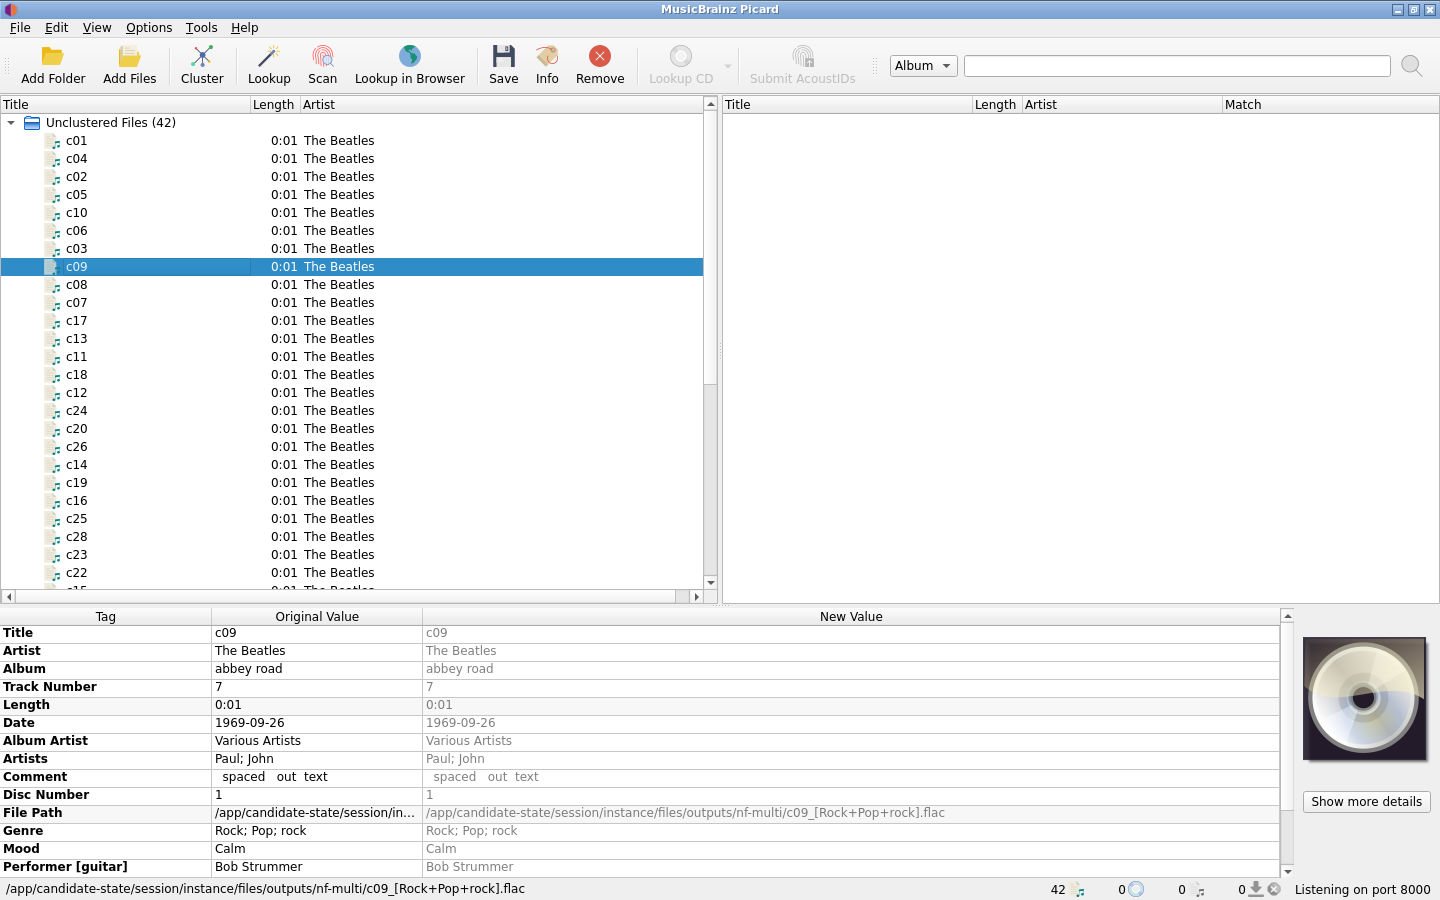 MusicBrainz Picard
File Edit View Options Tools Help
Add Folder Add Files Cluster Lookup Scan Lookup in Browser Save Info Remove Lookup CD Submit AcoustIDs Album
Title Length Artist
Unclustered Files (42)
c01 0:01 The Beatles
c04 0:01 The Beatles
c02 0:01 The Beatles
c05 0:01 The Beatles
c10 0:01 The Beatles
c06 0:01 The Beatles
c03 0:01 The Beatles
c09 0:01 The Beatles
c08 0:01 The Beatles
c07 0:01 The Beatles
c17 0:01 The Beatles
c13 0:01 The Beatles
c11 0:01 The Beatles
c18 0:01 The Beatles
c12 0:01 The Beatles
c24 0:01 The Beatles
c20 0:01 The Beatles
c26 0:01 The Beatles
c14 0:01 The Beatles
c19 0:01 The Beatles
c16 0:01 The Beatles
c25 0:01 The Beatles
c28 0:01 The Beatles
c23 0:01 The Beatles
c22 0:01 The Beatles
Title Length Artist Match
Tag Original Value New Value
Title c09 c09
Artist The Beatles The Beatles
Album abbey road abbey road
Track Number 7 7
Length 0:01 0:01
Date 1969-09-26 1969-09-26
Album Artist Various Artists Various Artists
Artists Paul; John Paul; John
Comment spaced out text spaced out text
Disc Number 1 1
File Path /app/candidate-state/session/in... /app/candidate-state/session/instance/files/outputs/nf-multi/c09_[Rock+Pop+rock].flac
Genre Rock; Pop; rock Rock; Pop; rock
Mood Calm Calm
Performer [guitar] Bob Strummer Bob Strummer
Show more details
/app/candidate-state/session/instance/files/outputs/nf-multi/c09_[Rock+Pop+rock].flac 42 0 0 0 Listening on port 8000